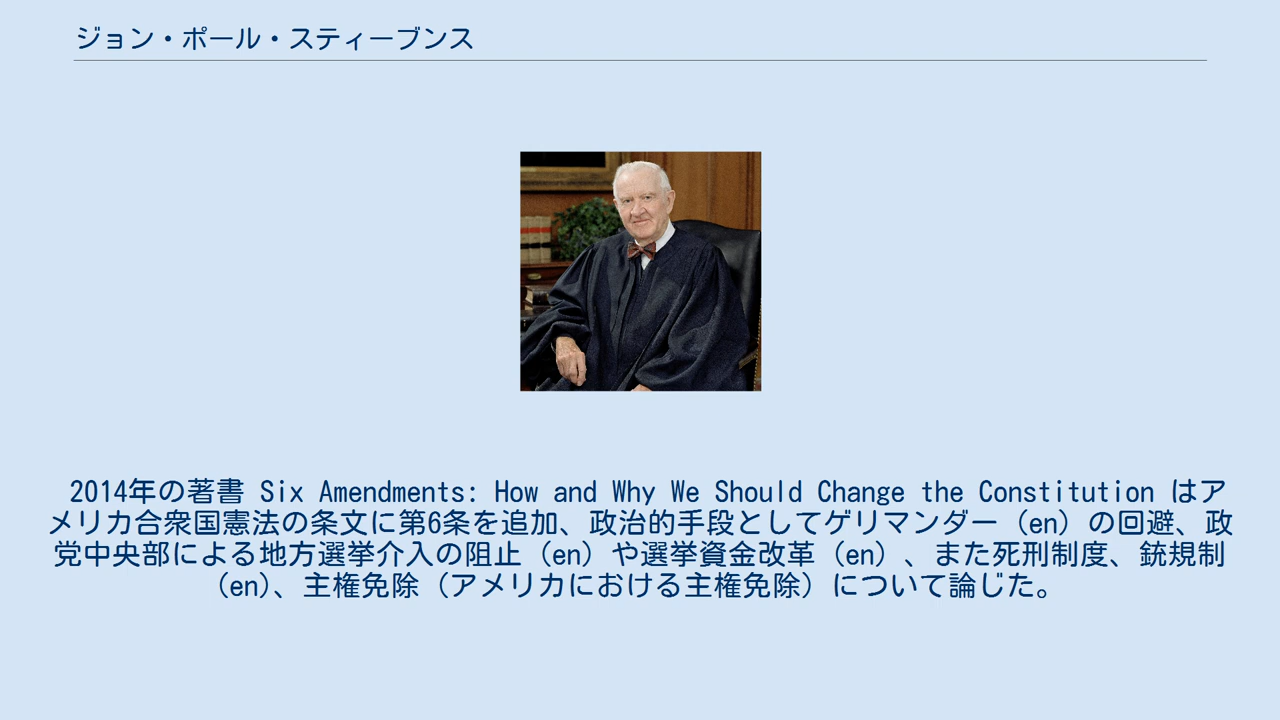 ジョン・ポール・スティーブンス
2014年の著書 Six Amendments: How and Why We Should Change the Constitution はア
メリカ合衆国憲法の条文に第6条を追加、政治的手段としてゲリマンダー（en）の回避、政
党中央部による地方選挙介入の阻止（en）や選挙資金改革（en）、また死刑制度、銃規制
（en）、主権免除（アメリカにおける主権免除）について論じた。